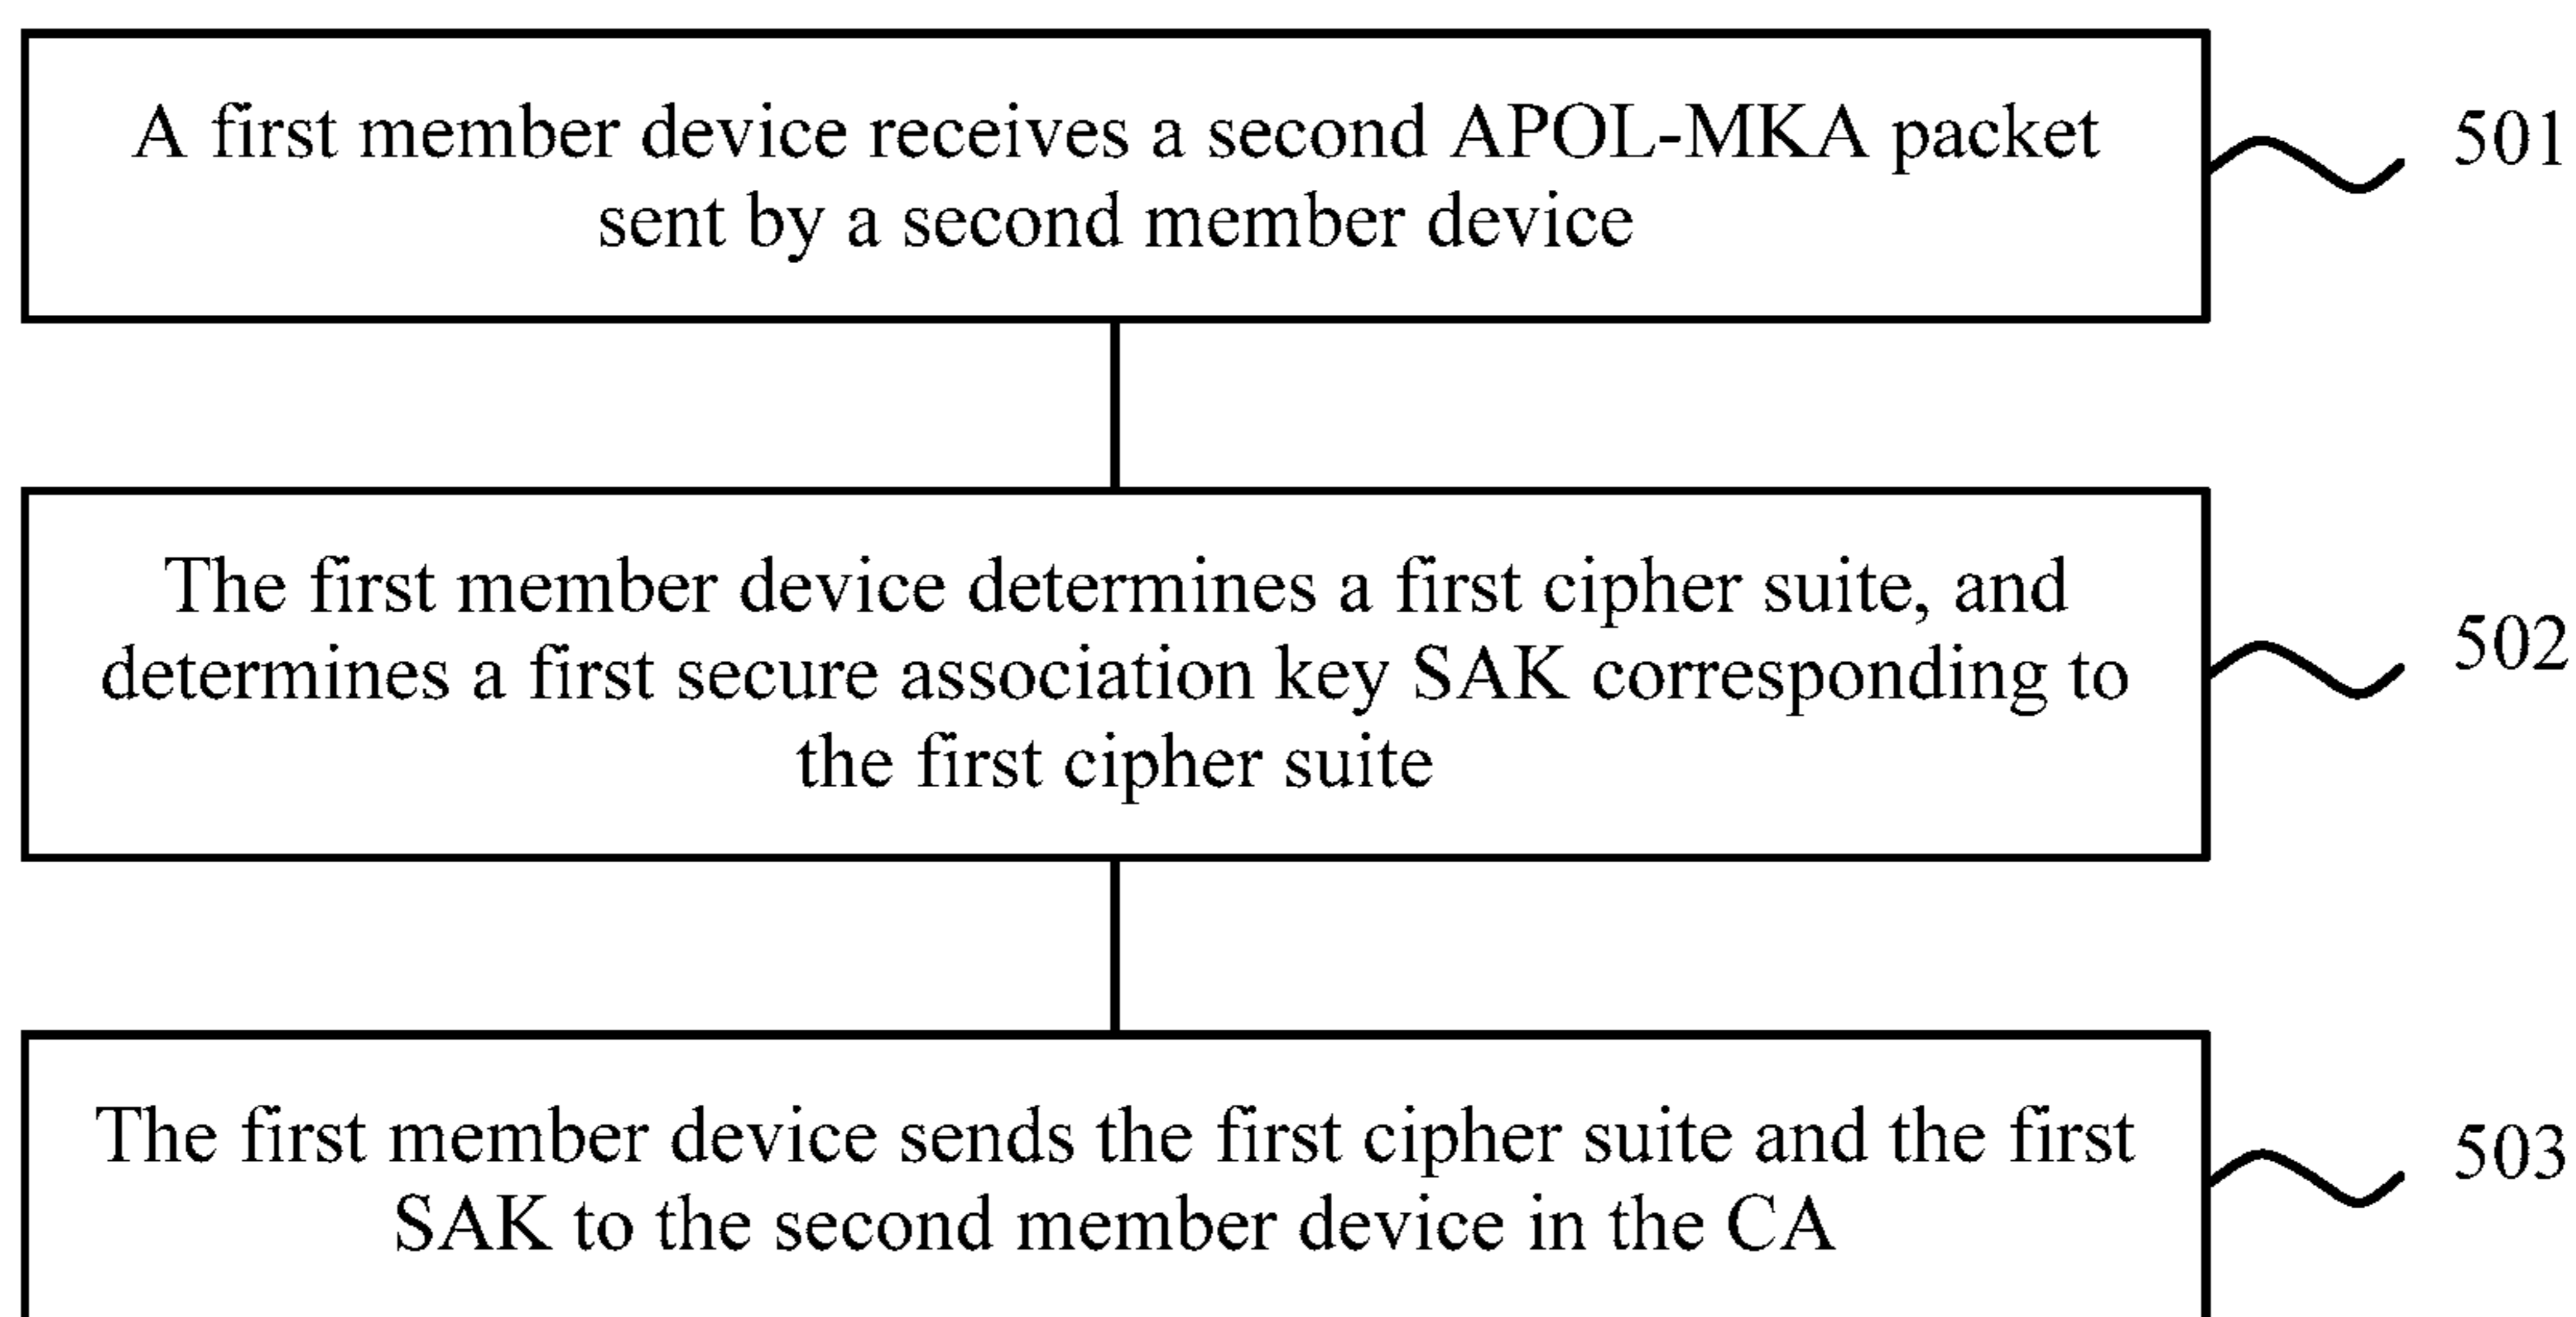 A first member device receives a second APOL-MKA packet
sent by a second member device
501
The first member device determines a first cipher suite, and
determines a first secure association key SAK corresponding to
the first cipher suite
502
The first member device sends the first cipher suite and the first
SAK to the second member device in the CA
503